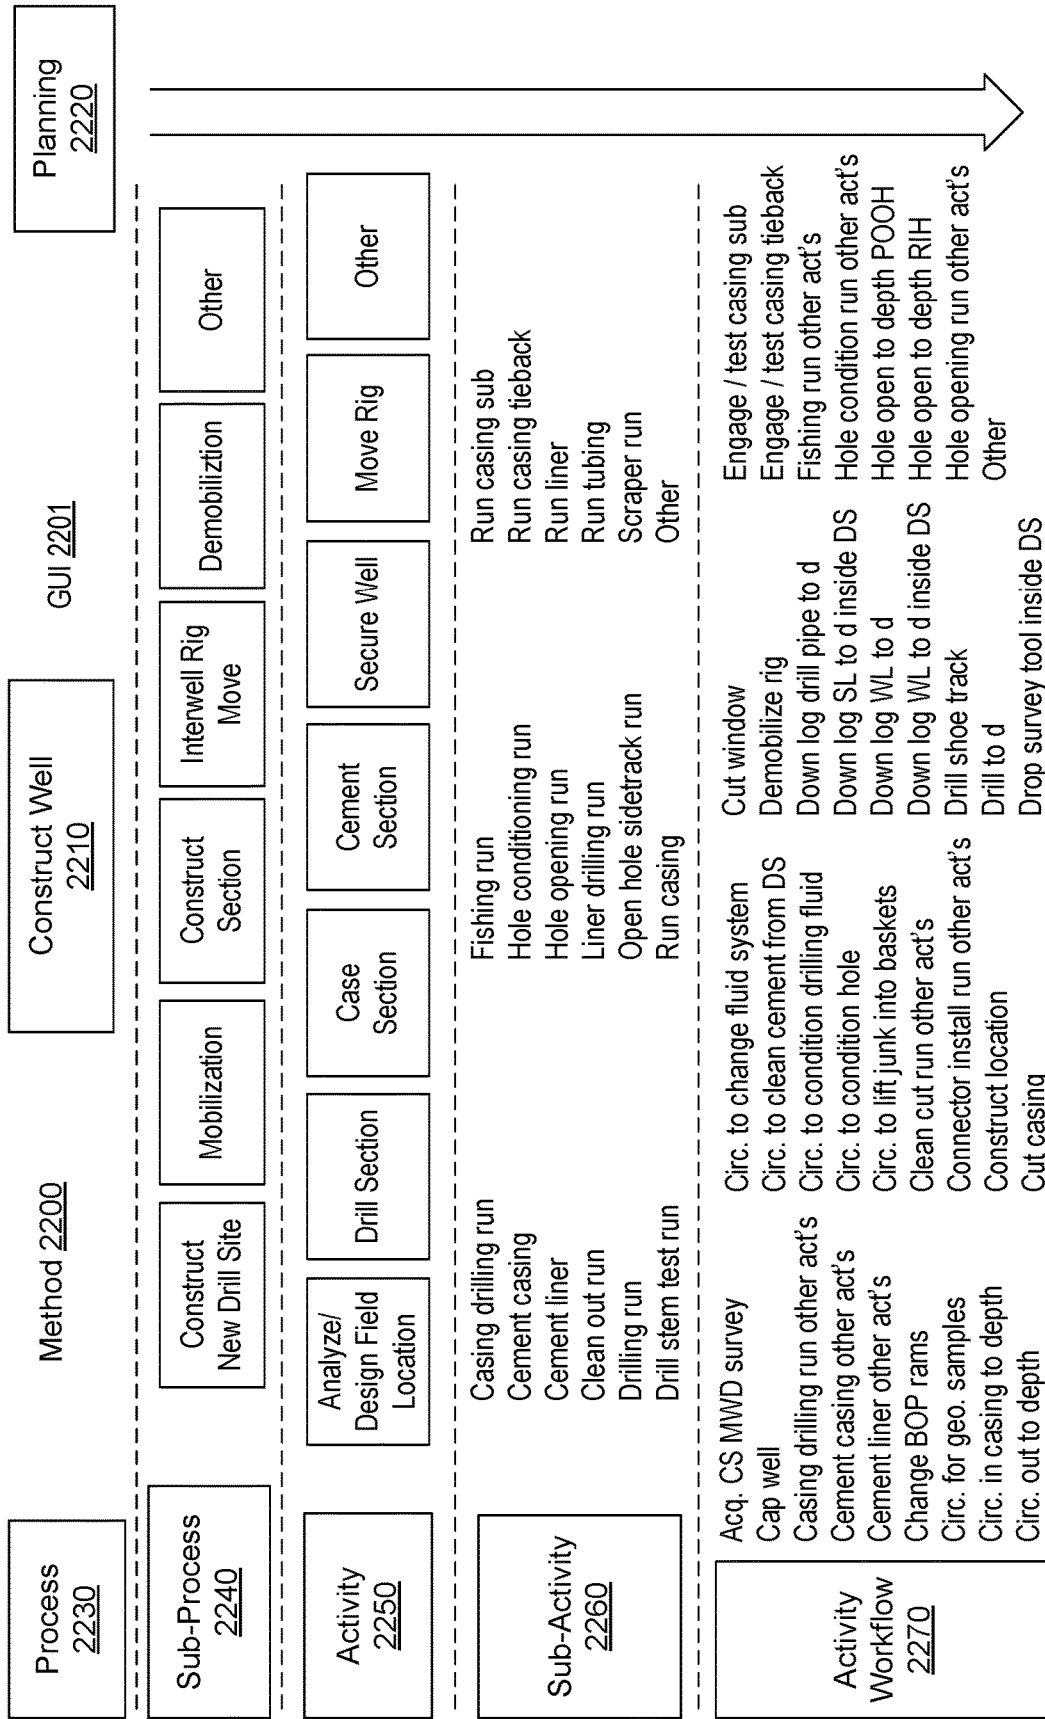 Method 2200
GUI 2201
Process
2230
Construct Well
2210
Planning
2220
Sub-Process
2240
Construct
New Drill Site
Mobilization
Construct
Section
Interwell Rig
Move
Demobiliztion
Other
Activity
2250
Analyze/
Design Field
Location
Drill Section
Case
Section
Cement
Section
Secure Well
Move Rig
Other
Sub-Activity
2260
Casing drilling run
Cement casing
Cement liner
Clean out run
Drilling run
Drill stem test run
Fishing run
Hole conditioning run
Hole opening run
Liner drilling run
Open hole sidetrack run
Run casing
Run casing sub
Run casing tieback
Run liner
Run tubing
Scraper run
Other
Activity
Workflow
2270
Acq. CS MWD survey
Cap well
Casing drilling run other act's
Cement casing other act's
Cement liner other act's
Change BOP rams
Circ. for geo. samples
Circ. in casing to depth
Circ. out to depth
Circ. to change fluid system
Circ. to clean cement from DS
Circ. to condition drilling fluid
Circ. to condition hole
Circ. to lift junk into baskets
Clean cut run other act's
Connector install run other act's
Construct location
Cut casing
Cut window
Demobilize rig
Down log drill pipe to d
Down log SL to d inside DS
Down log WL to d
Down log WL to d inside DS
Drill shoe track
Drill to d
Drop survey tool inside DS
Engage / test casing sub
Engage / test casing tieback
Fishing run other act's
Hole condition run other act's
Hole open to depth POOH
Hole open to depth RIH
Hole opening run other act's
Other